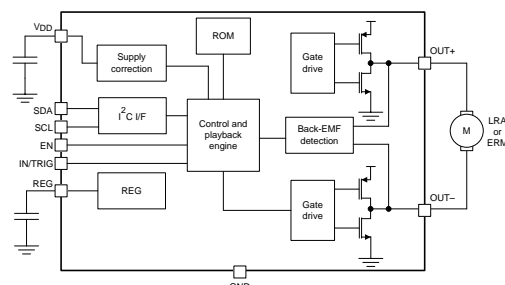 VDD
Supply
correction
ROM
Gate
drive
OUT+
SDA
SCL
I2C I/F
Control and
playback
engine
Back-EMF
detection
M
LRA
or
ERM
EN
IN/TRIG
REG
REG
Gate
drive
OUT–
GND